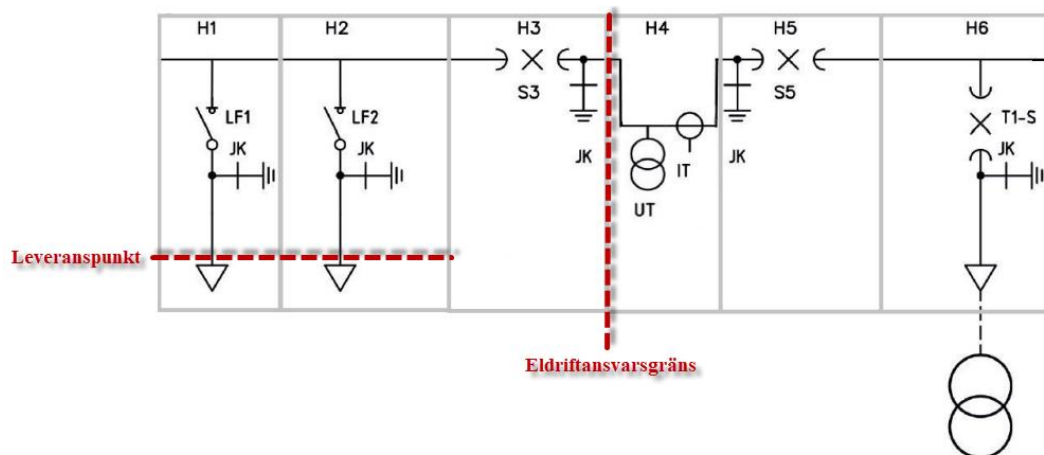 H1
H2
H3
H4
H5
H6
LF1
LF2
S3
S5
T1-S
JK
JK
JK
JK
JK
IT
UT
Leveranspunkt
Eldriftansvarsgräns